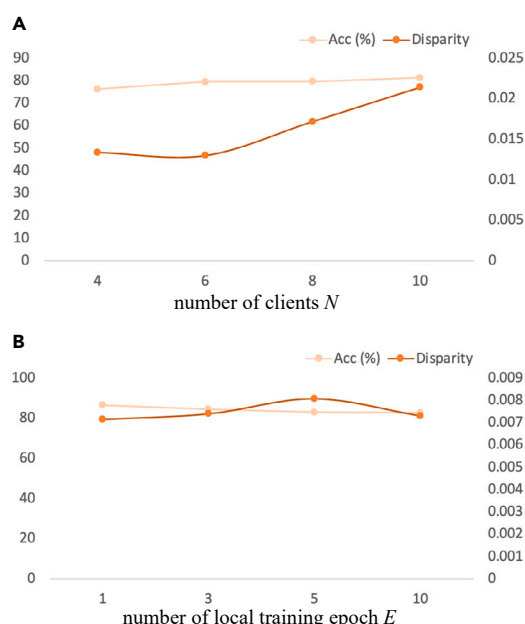 A
Acc (%) Disparity
90 0.025
80
70 0.02
60
0.015
50
40 0.01
30
20 0.005
10
0 0
4 6 8 10
number of clients N
B
Acc (%) Disparity
100 0.009
0.008
80 0.007
0.006
60 0.005
40 0.004
0.003
20 0.002
0.001
0 0
1 3 5 10
number of local training epoch E